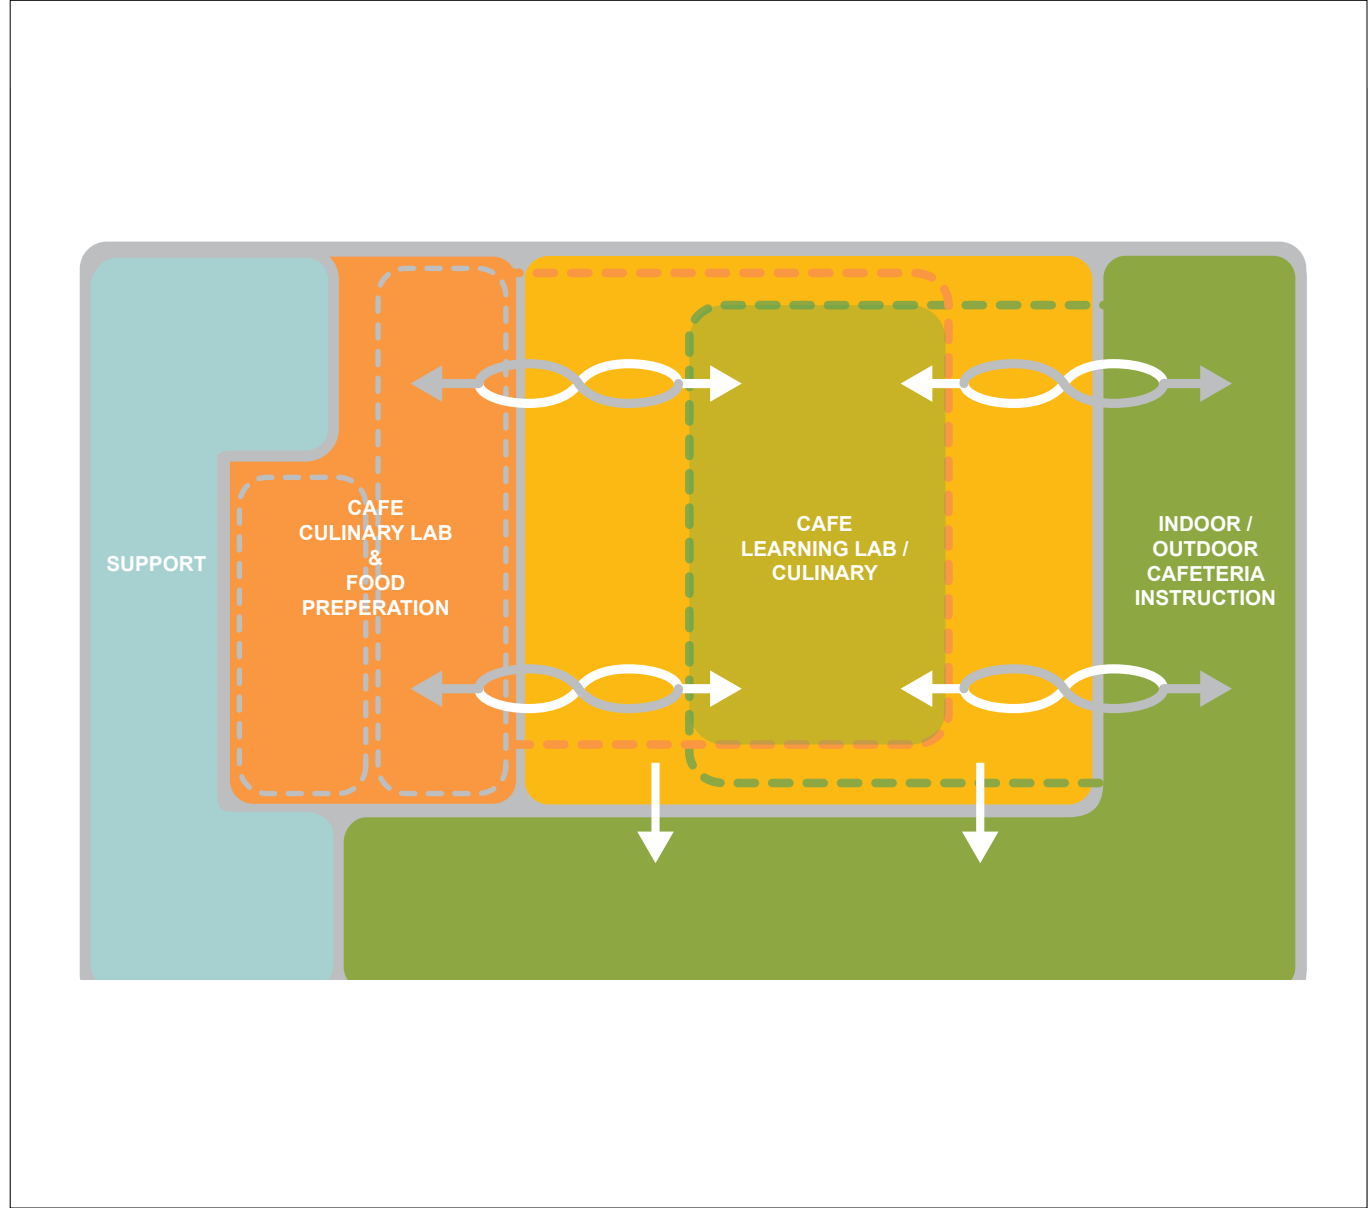 SUPPORT
CAFE
CULINARY LAB
&
FOOD
PREPERATION
CAFE
LEARNING LAB /
CULINARY
INDOOR /
OUTDOOR
CAFETERIA
INSTRUCTION